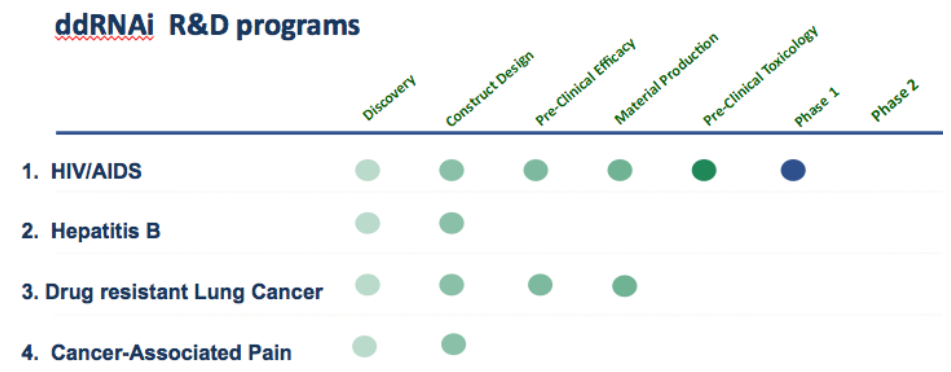 ddRNAi R&D programs
Discovery
Construct Design
Pre-Clinical Efficacy
Material Production
Pre-Clinical Toxicology
Phase 1
Phase 2
1. HIV/AIDS
2. Hepatitis B
3. Drug resistant Lung Cancer
4. Cancer-Associated Pain